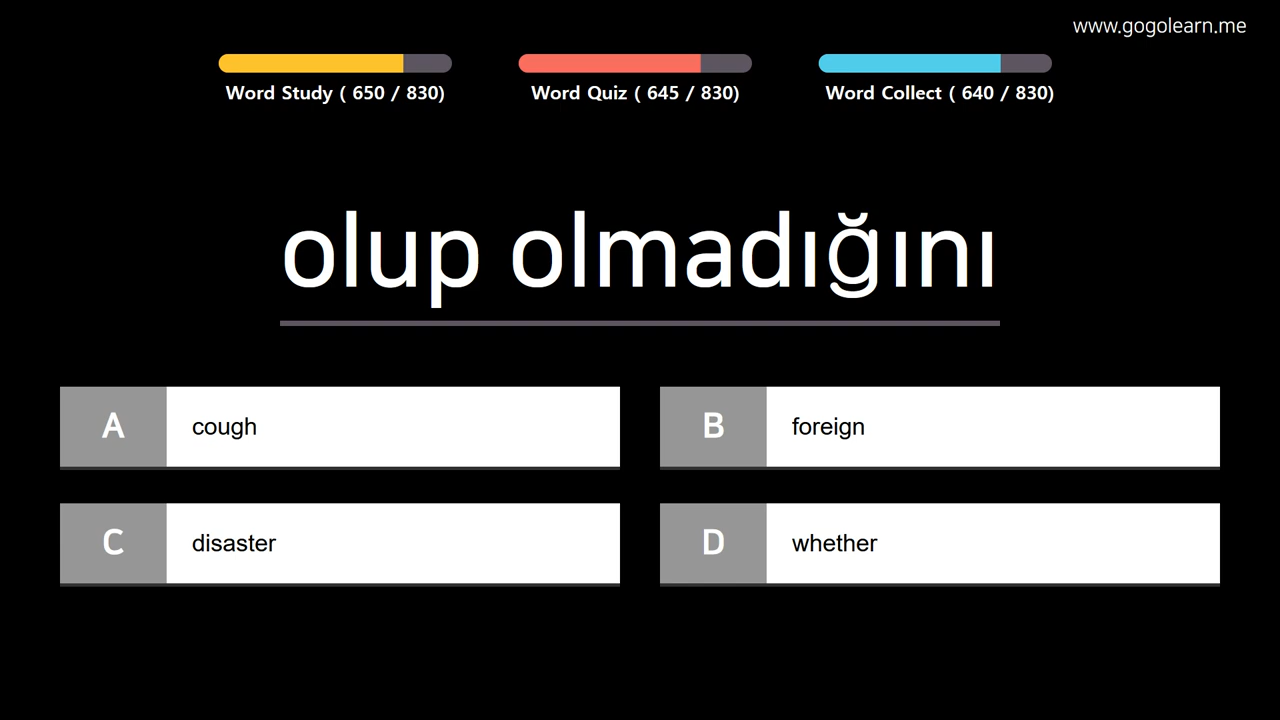 www.gogolearn.me
Word Study ( 650 / 830)
Word Quiz ( 645 / 830)
Word Collect ( 640 / 830)
olup olmadığını
A cough
B foreign
C disaster
D whether